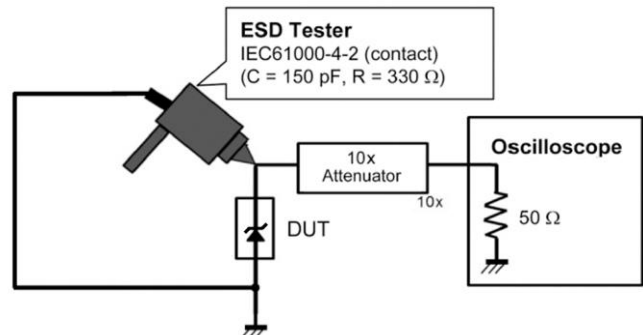 ESD Tester
IEC61000-4-2 (contact)
(C = 150 pF, R = 330 Ω)
10x
Attenuator
10x
Oscilloscope
50 Ω
DUT